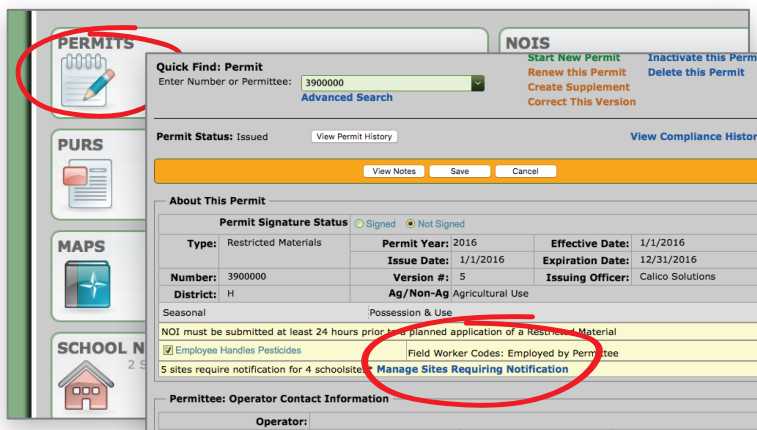 PERMITS
NOIS
PURS
MAPS
SCHOOL N
2 S
Quick Find: Permit
Enter Number or Permittee: 3900000
Advanced Search
Start New Permit Inactivate this Perm
Renew this Permit Delete this Permit
Create Supplement
Correct This Version
Permit Status: Issued View Permit History View Compliance Histor
View Notes Save Cancel
About This Permit
Permit Signature Status Signed Not Signed
Type: Restricted Materials Permit Year: 2016 Effective Date: 1/1/2016
Issue Date: 1/1/2016 Expiration Date: 12/31/2016
Number: 3900000 Version #: 5 Issuing Officer: Calico Solutions
District: H Ag/Non-Ag Agricultural Use
Seasonal Possession & Use
NOI must be submitted at least 24 hours prior to a planned application of a Restricted Material
Employee Handles Pesticides Field Worker Codes: Employed by Permittee
5 sites require notification for 4 schoolsite* Manage Sites Requiring Notification
Permittee: Operator Contact Information
Operator: